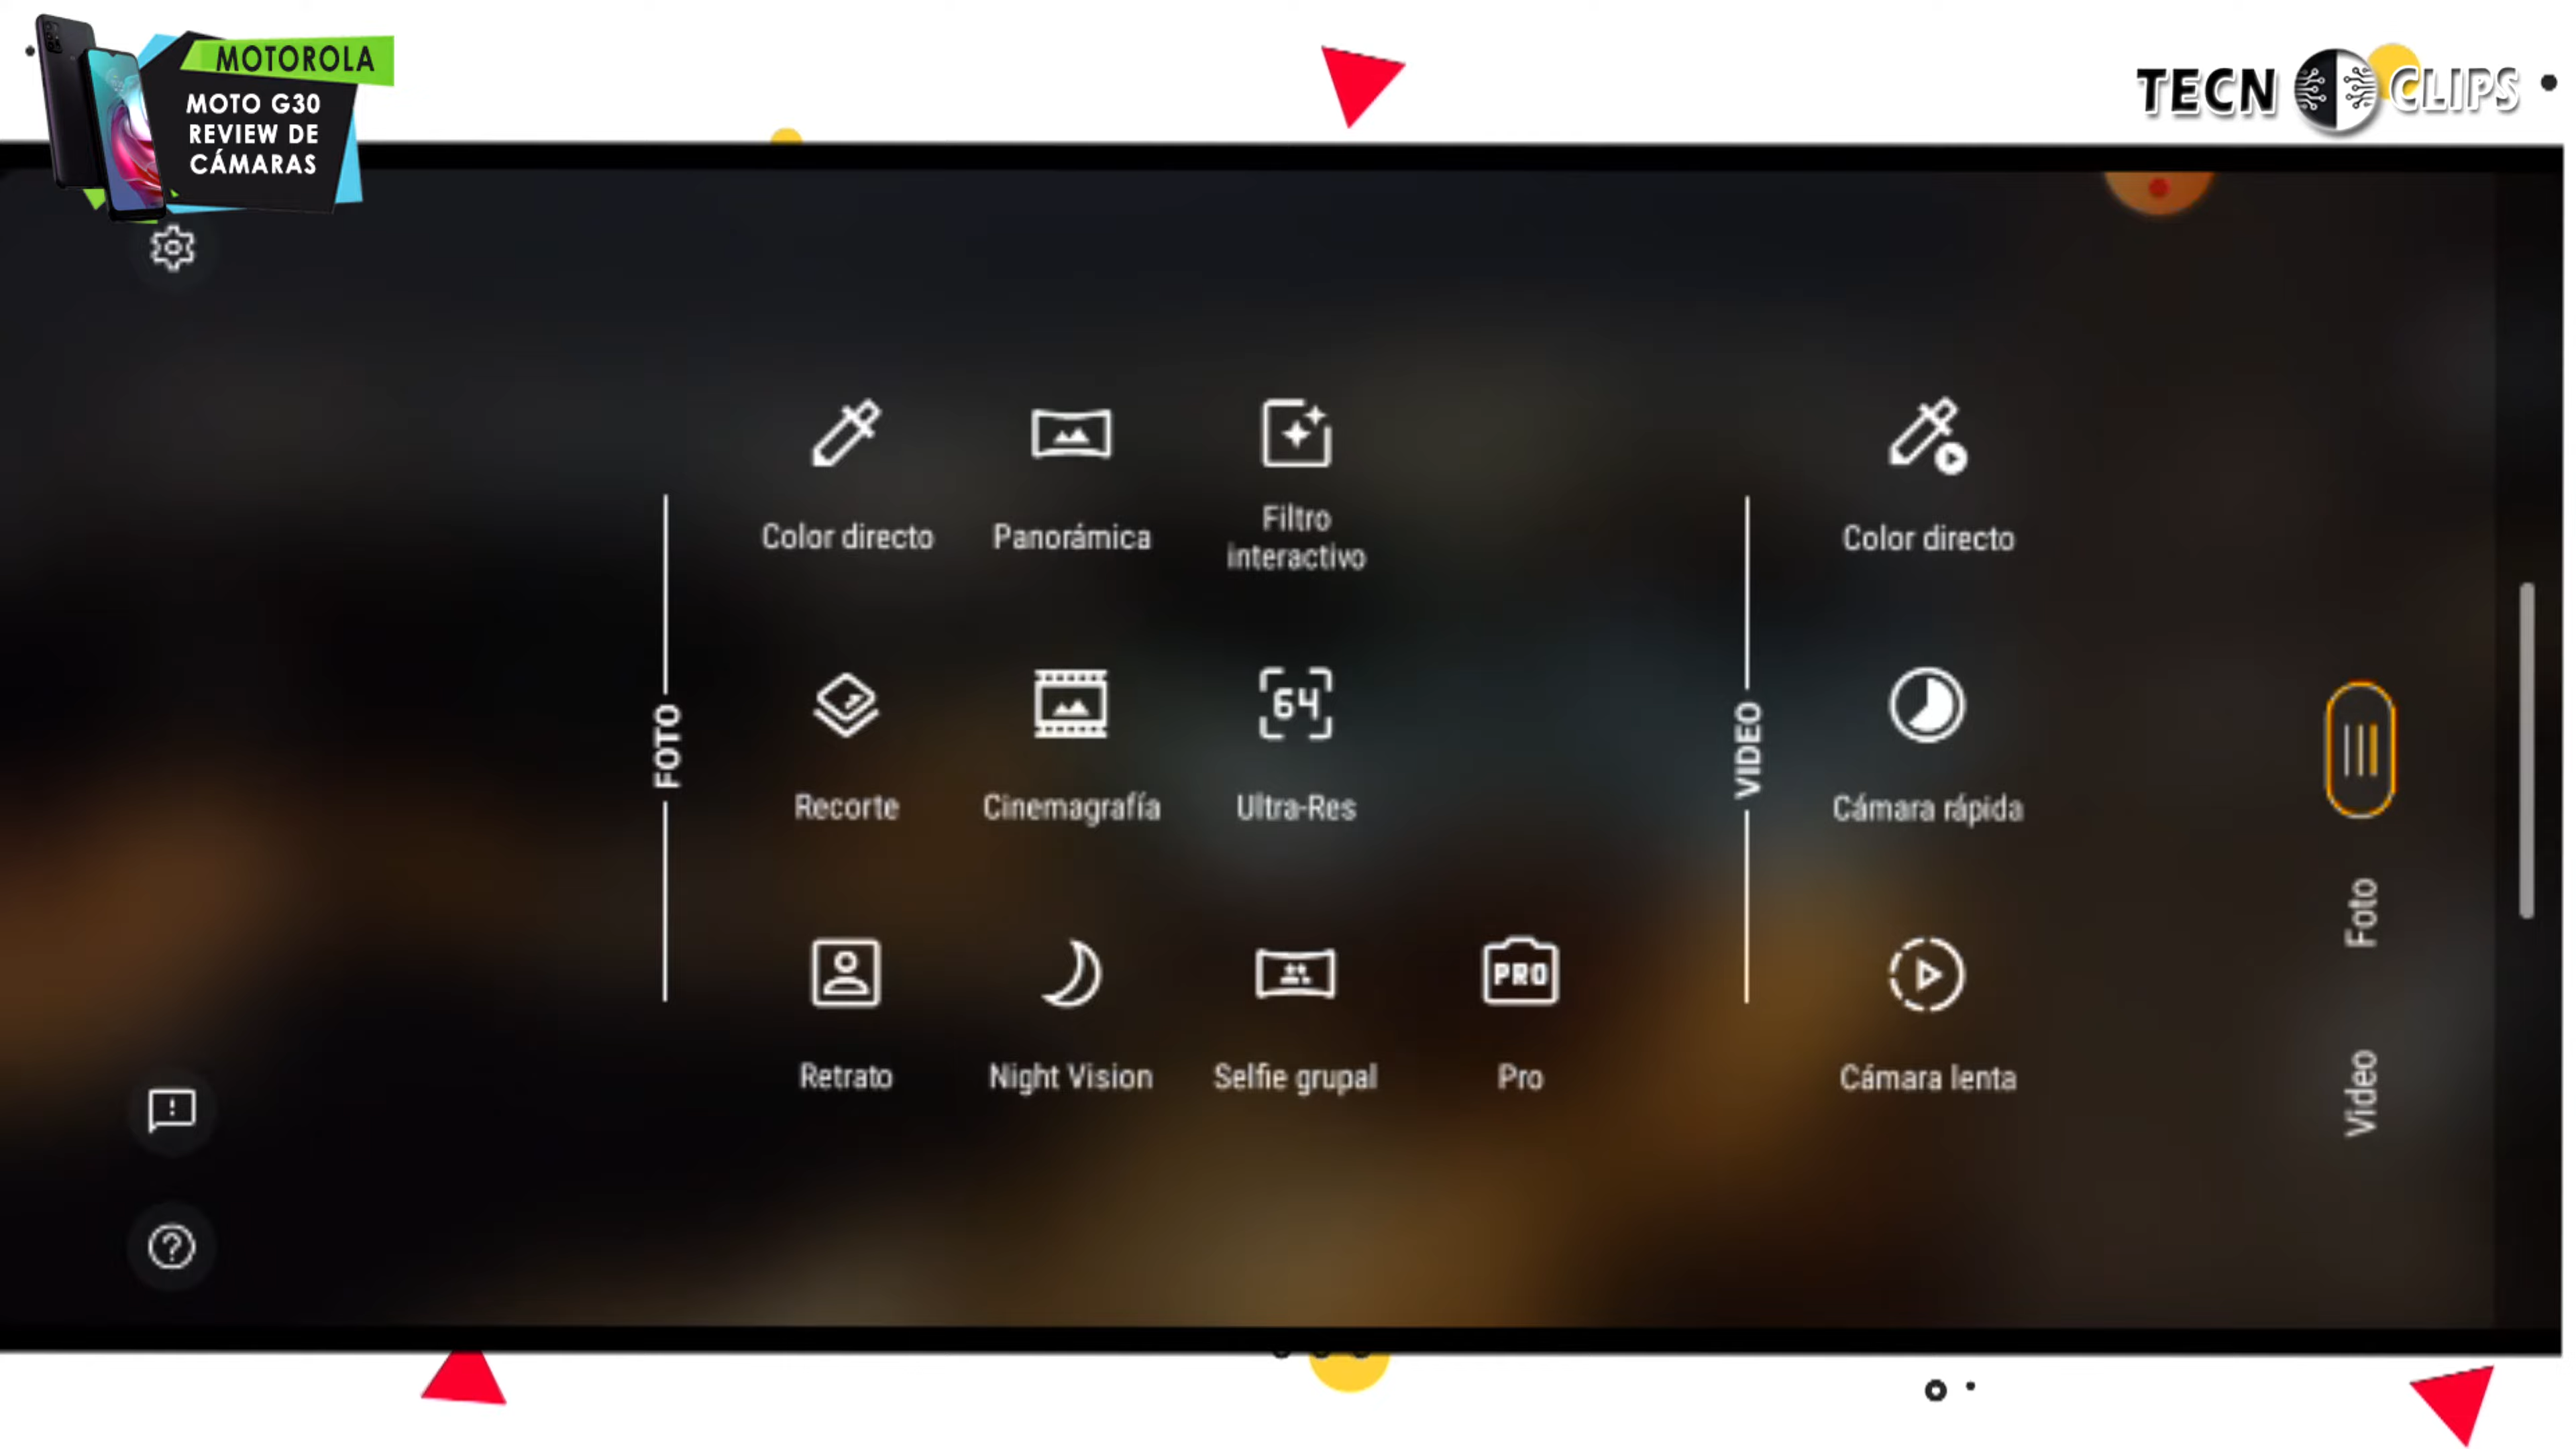 MOTOROLA
MOTO G30
REVIEW DE
CÁMARAS
TECN CLIPS
FOTO
Color directo
Panorámica
Filtro
interactivo
Recorte
Cinemagrafía
64
Ultra-Res
Retrato
Night Vision
Selfie grupal
PRO
Pro
VIDEO
Color directo
Cámara rápida
Cámara lenta
Foto
Video